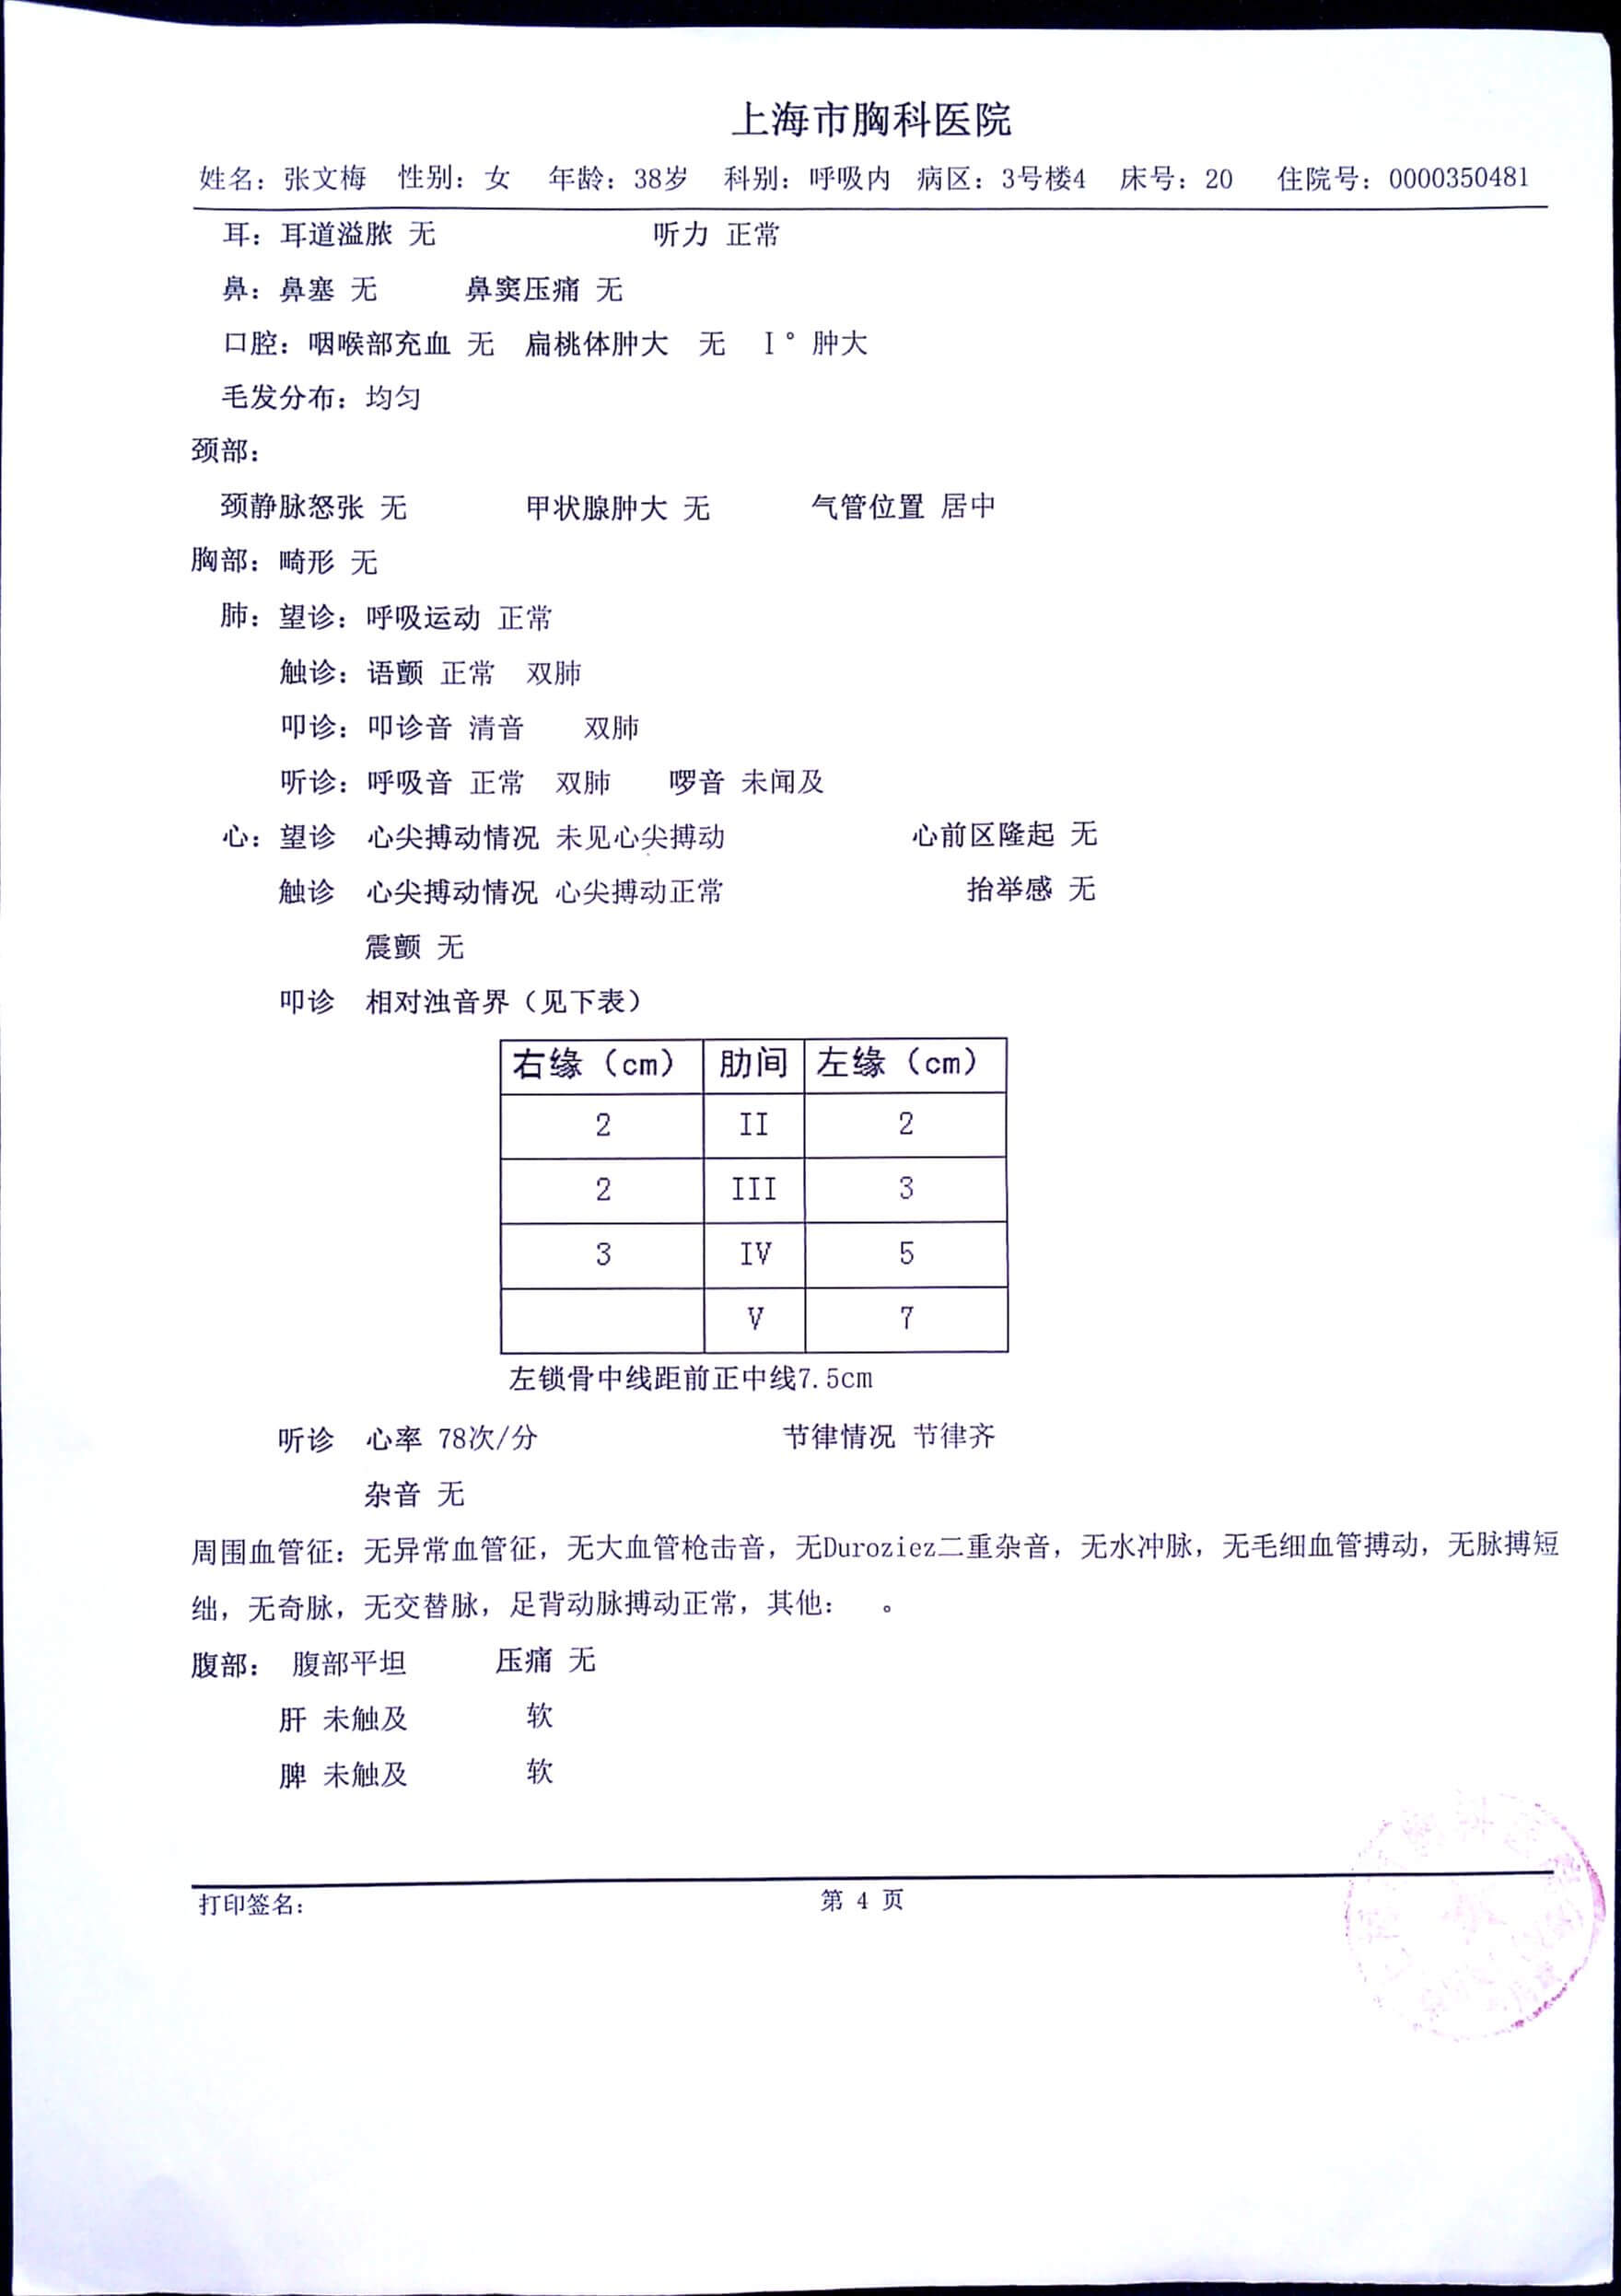 上海市胸科医院
姓名：张文梅 性别：女 年龄：38岁 科别：呼吸内 病区：3号楼4 床号：20 住院号：0000350481
耳：耳道溢脓 无 听力 正常
鼻：鼻塞 无 鼻窦压痛 无
口腔：咽喉部充血 无 扁桃体肿大 无 I°肿大
毛发分布：均匀
颈部：
颈静脉怒张 无 甲状腺肿大 无 气管位置 居中
胸部：畸形 无
肺：望诊：呼吸运动 正常
触诊：语颤 正常 双肺
叩诊：叩诊音 清音 双肺
听诊：呼吸音 正常 双肺 啰音 未闻及
心：望诊 心尖搏动情况 未见心尖搏动 心前区隆起 无
触诊 心尖搏动情况 心尖搏动正常 抬举感 无
震颤 无
叩诊 相对浊音界（见下表）
右缘（cm） 肋间 左缘（cm）
2 II 2
2 III 3
3 IV 5
V 7
左锁骨中线距前正中线7.5cm
听诊 心率 78次/分 节律情况 节律齐
杂音 无
周围血管征：无异常血管征，无大血管枪击音，无Duroziez二重杂音，无水冲脉，无毛细血管搏动，无脉搏短
绌，无奇脉，无交替脉，足背动脉搏动正常，其他： 。
腹部： 腹部平坦 压痛 无
肝 未触及 软
脾 未触及 软
打印签名： 第 4 页